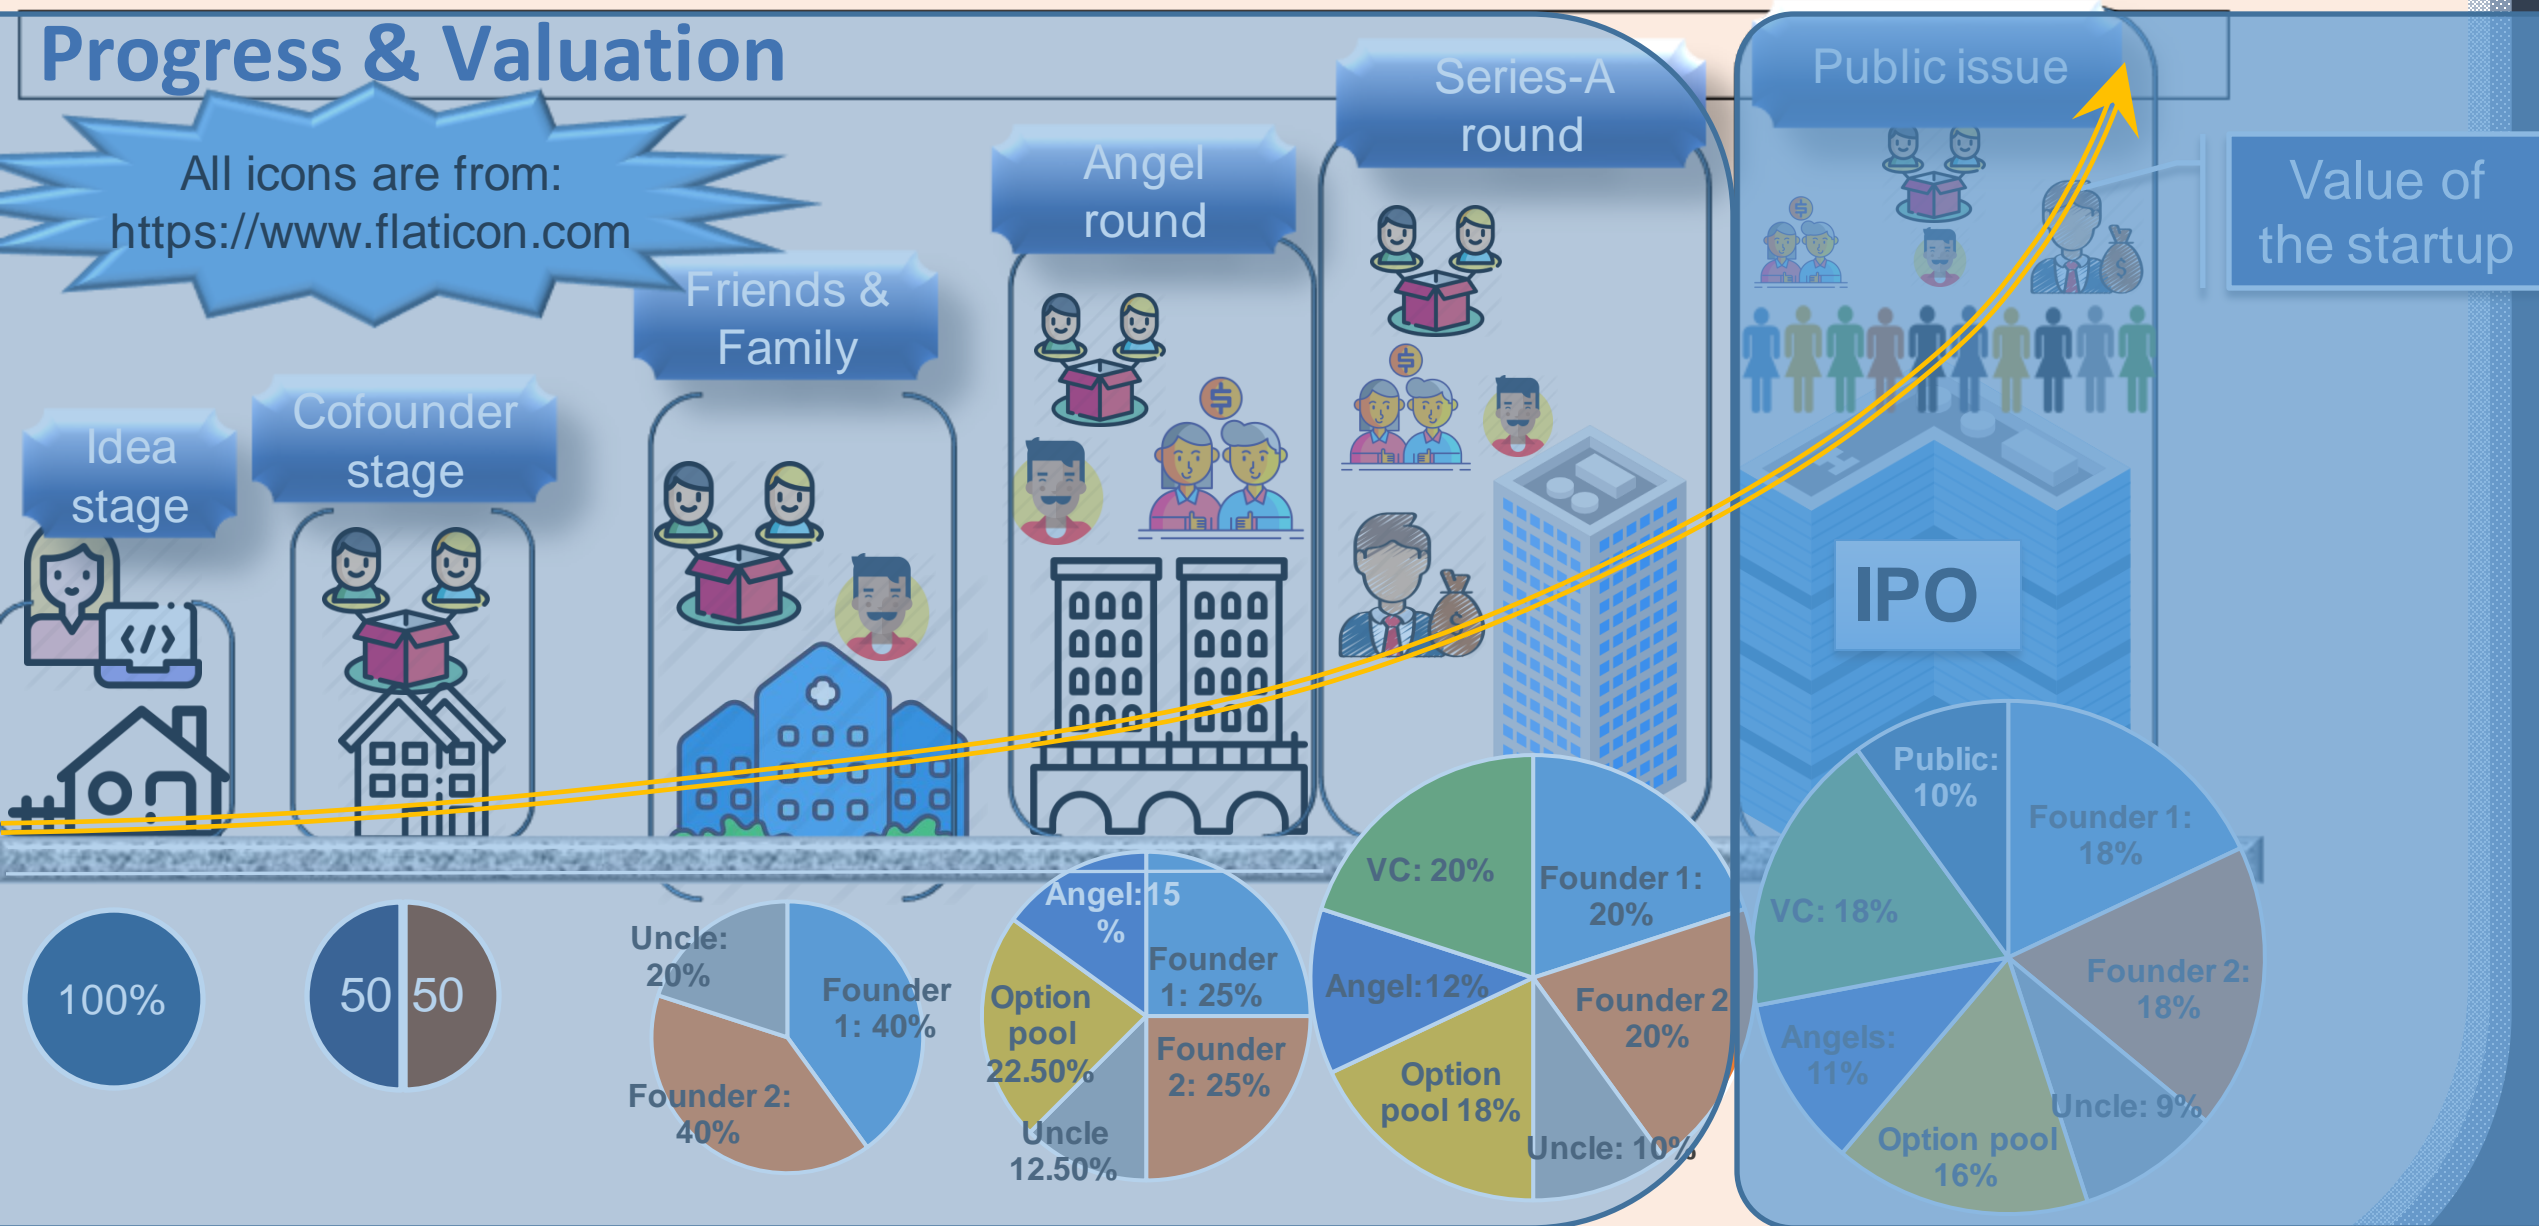 Progress & Valuation
All icons are from:
https://www.flaticon.com
Idea
stage
Cofounder
stage
Friends &
Family
Angel
round
Series-A
round
Public issue
Value of
the startup
IPO
100%
50 50
Uncle:
20%
Founder
1: 40%
Founder 2:
40%
Angel:15
%
Founder
1: 25%
Option
pool
22.50%
Founder
2: 25%
Uncle
12.50%
VC: 20%
Founder 1:
20%
Angel:12%
Founder 2
20%
Option
pool 18%
Uncle: 10%
Public:
10%
Founder 1:
18%
VC: 18%
Founder 2:
18%
Angels:
11%
Uncle: 9%
Option pool
16%